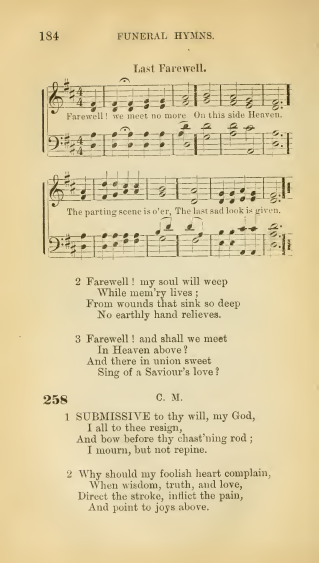 184
FUNERAL HYMNS.
Last Farewell.
Farewell! we meet no more On this side Heaven.
The parting scene is o'er, The last sad look is given.
2 Farewell! my soul will weep
While mem'ry lives;
From wounds that sink so deep
No earthly hand relieves.
3 Farewell! and shall we meet
In Heaven above?
And there in union sweet
Sing of a Saviour's love?
258 C. M.
1 SUBMISSIVE to thy will, my God,
I all to thee resign,
And bow before thy chast'ning rod;
I mourn, but not repine.
2 Why should my foolish heart complain,
When wisdom, truth, and love,
Direct the stroke, inflict the pain,
And point to joys above.